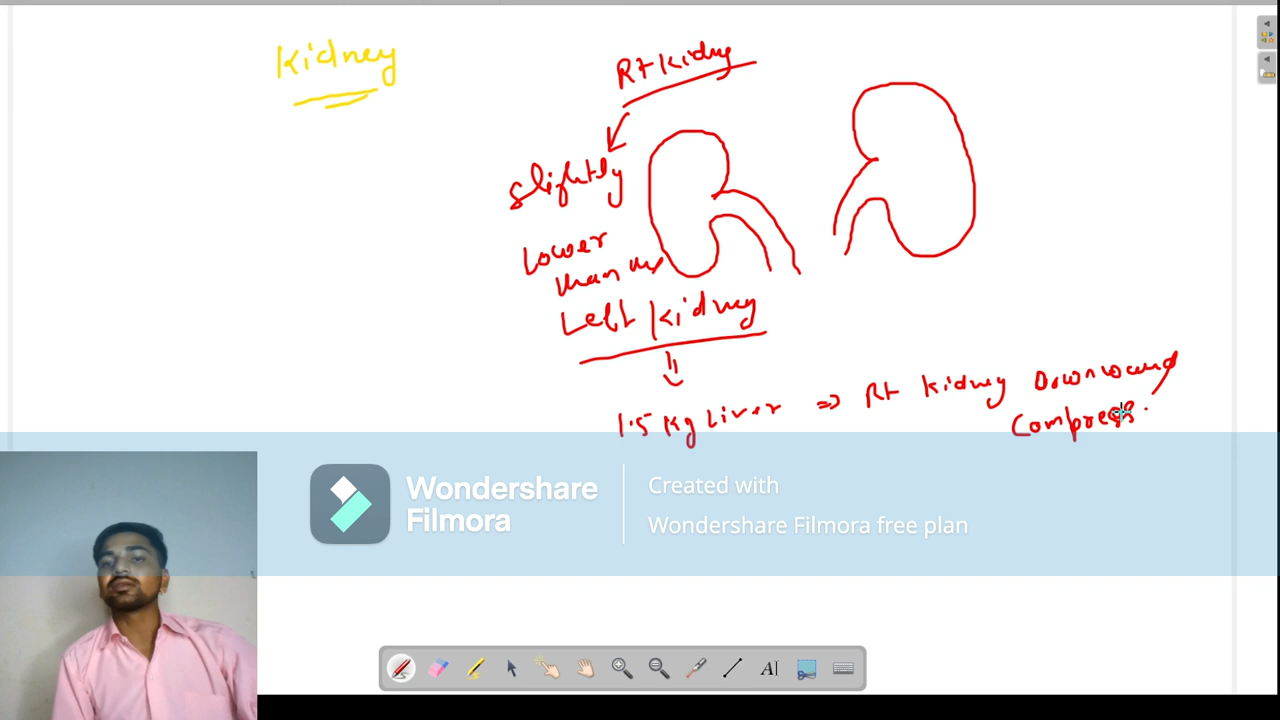 Kidney
Rt Kidney
Slightly
Lower
than the
Left Kidney
1.5 Kg Liver ⇒ Rt Kidney Downward
Compress.
Wondershare
Filmora
Created with
Wondershare Filmora free plan
AI